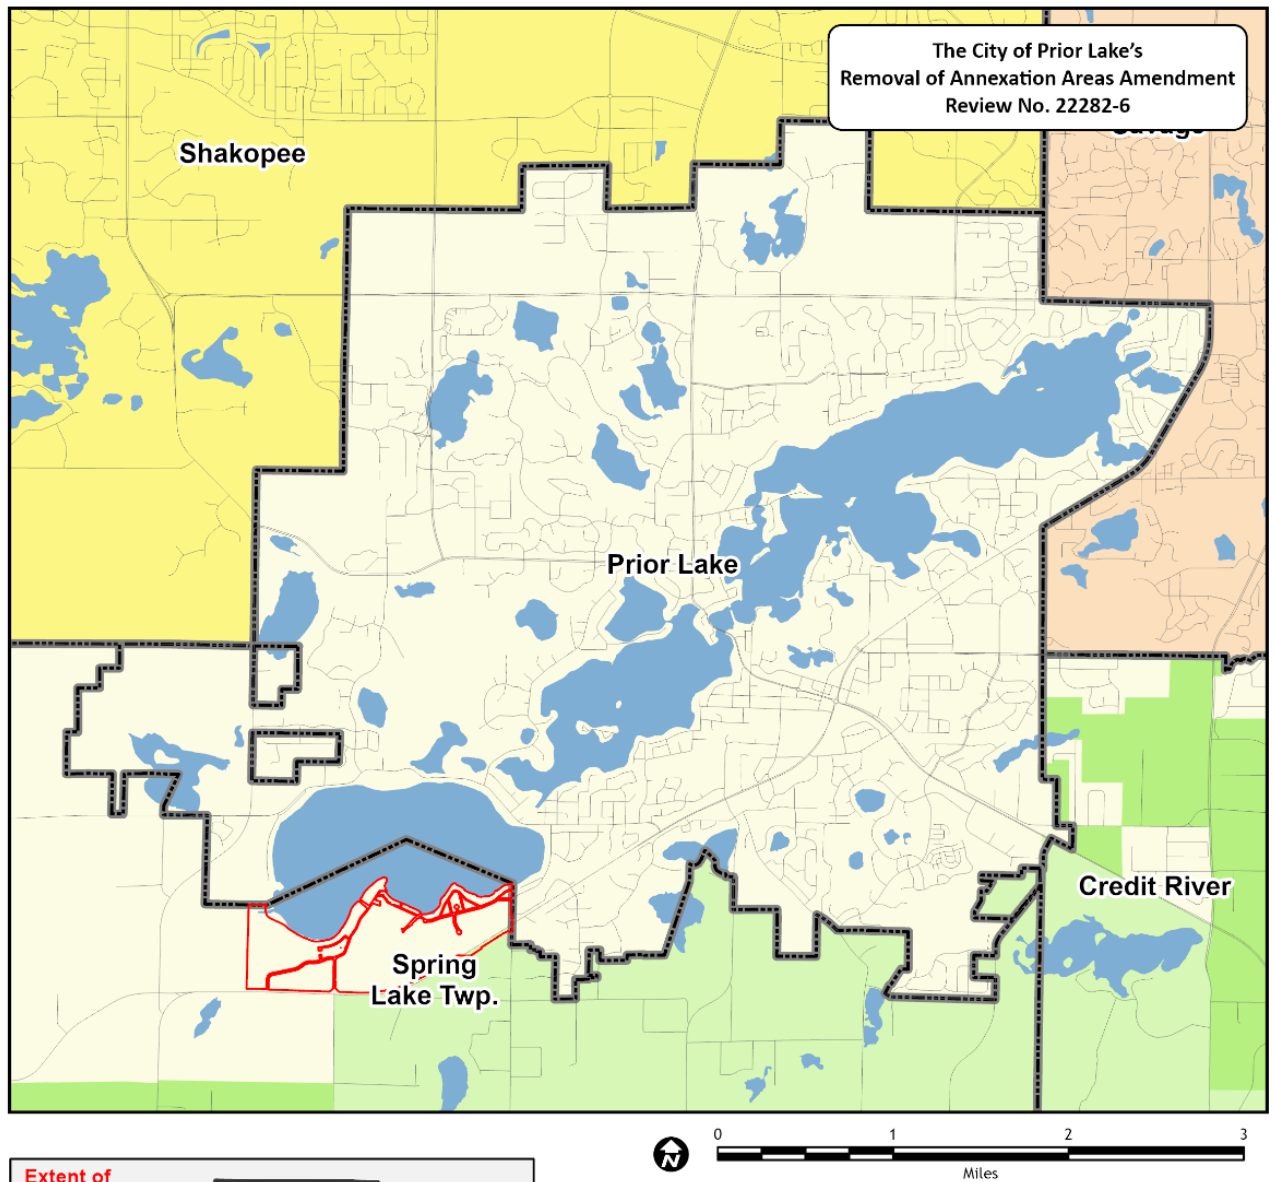 The City of Prior Lake's
Removal of Annexation Areas Amendment
Review No. 22282-6
Shakopee
Prior Lake
Credit River
Spring
Lake Twp.
N
0 1 2 3
Miles
Extent of